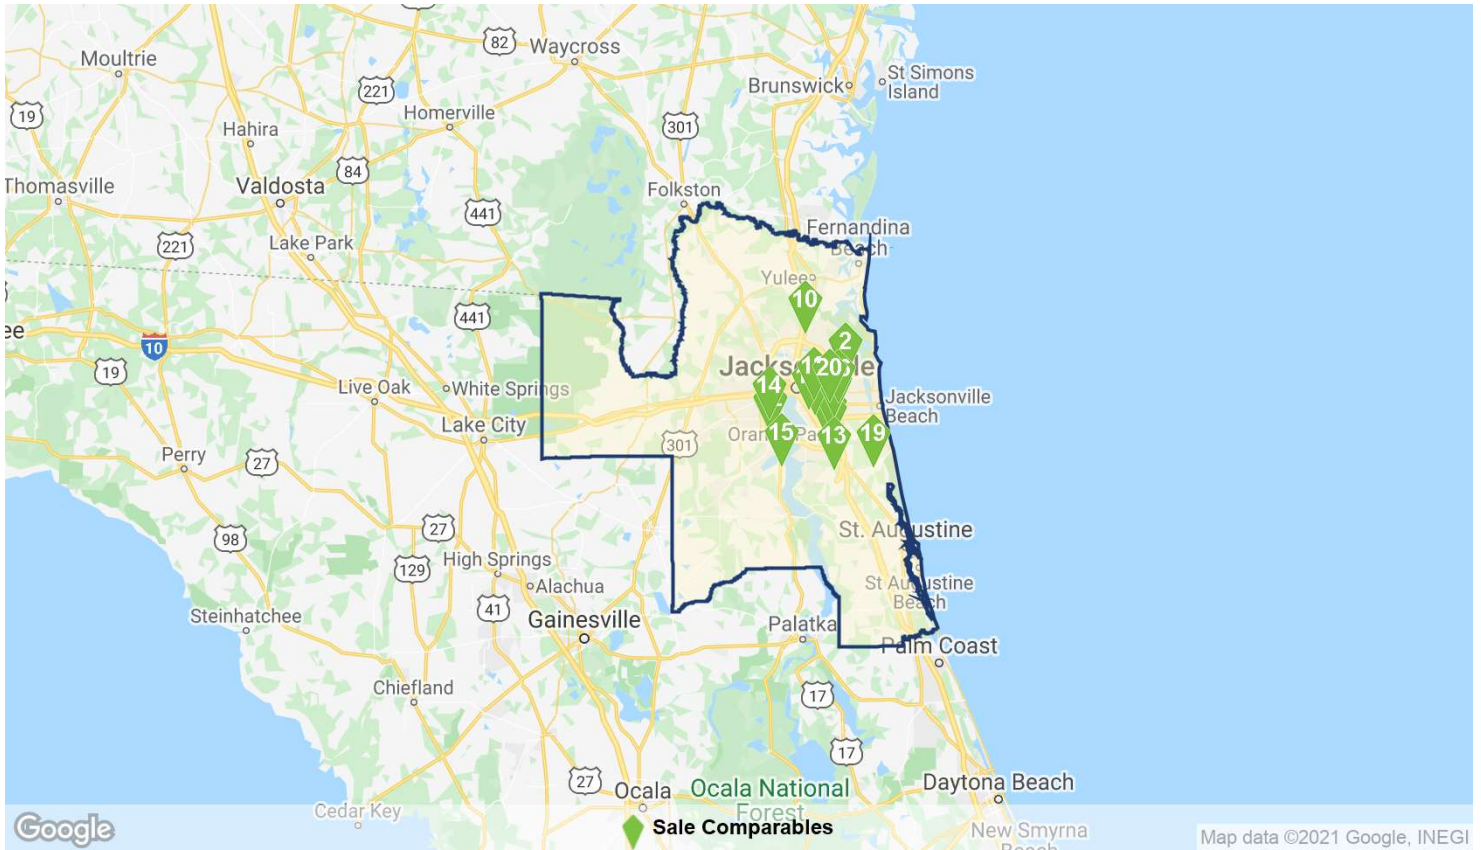 Moultrie
82
Waycross
St Simons
Island
Brunswick
221
19
Homerville
301
Hahira
84
Thomasville
Valdosta
Folkston
441
221
Lake Park
Fernandina
Beach
Yulee
10
441
2
10
19
Live Oak
White Springs
14
20
Jacksonville
Beach
Lake City
15
13
19
301
Perry
27
98
27
St. Augustine
High Springs
129
Alachua
St Augustine
Beach
41
Steinhatchee
Gainesville
Palatka
Palm Coast
Chiefland
17
17
27
Ocala
Ocala National
Forest
Daytona Beach
Cedar Key
Google
Sale Comparables
New Smyrna
Map data ©2021 Google, INEGI